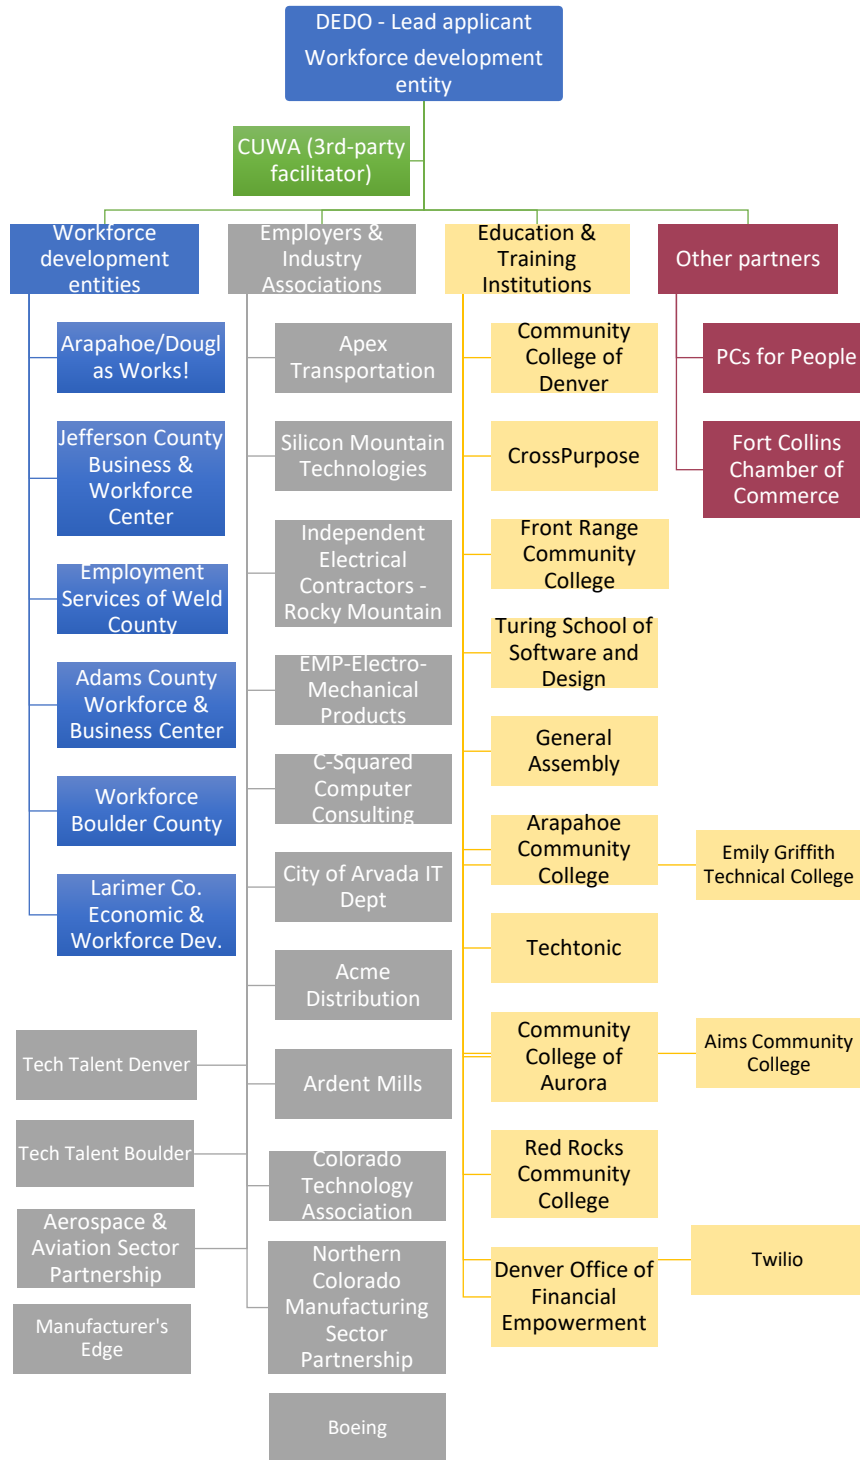 DEDO - Lead applicant
Workforce development
entity
CUWA (3rd-party
facilitator)
Workforce
development
entities
Arapahoe/Dougl
as Works!
Jefferson County
Business &
Workforce
Center
Employment
Services of Weld
County
Adams County
Workforce &
Business Center
Workforce
Boulder County
Larimer Co.
Economic &
Workforce Dev.
Employers &
Industry
Associations
Apex
Transportation
Silicon Mountain
Technologies
Independent
Electrical
Contractors -
Rocky Mountain
EMP-Electro-
Mechanical
Products
C-Squared
Computer
Consulting
City of Arvada IT
Dept
Acme
Distribution
Ardent Mills
Colorado
Technology
Association
Northern
Colorado
Manufacturing
Sector
Partnership
Boeing
Tech Talent Denver
Tech Talent Boulder
Aerospace &
Aviation Sector
Partnership
Manufacturer's
Edge
Education &
Training
Institutions
Community
College of
Denver
CrossPurpose
Front Range
Community
College
Turing School of
Software and
Design
General
Assembly
Arapahoe
Community
College
Emily Griffith
Technical College
Techtonic
Community
College of
Aurora
Aims Community
College
Red Rocks
Community
College
Denver Office of
Financial
Empowerment
Twilio
Other partners
PCs for People
Fort Collins
Chamber of
Commerce